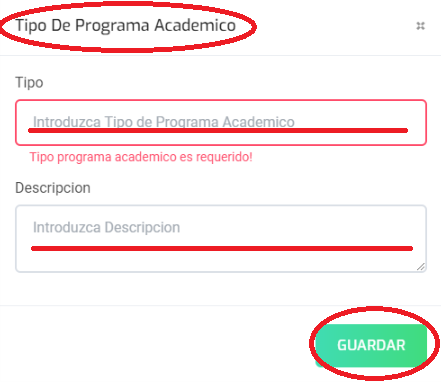 Tipo De Programa Academico
Tipo
Introduzca Tipo de Programa Academico
Tipo programa academico es requerido!
Descripcion
Introduzca Descripcion
GUARDAR